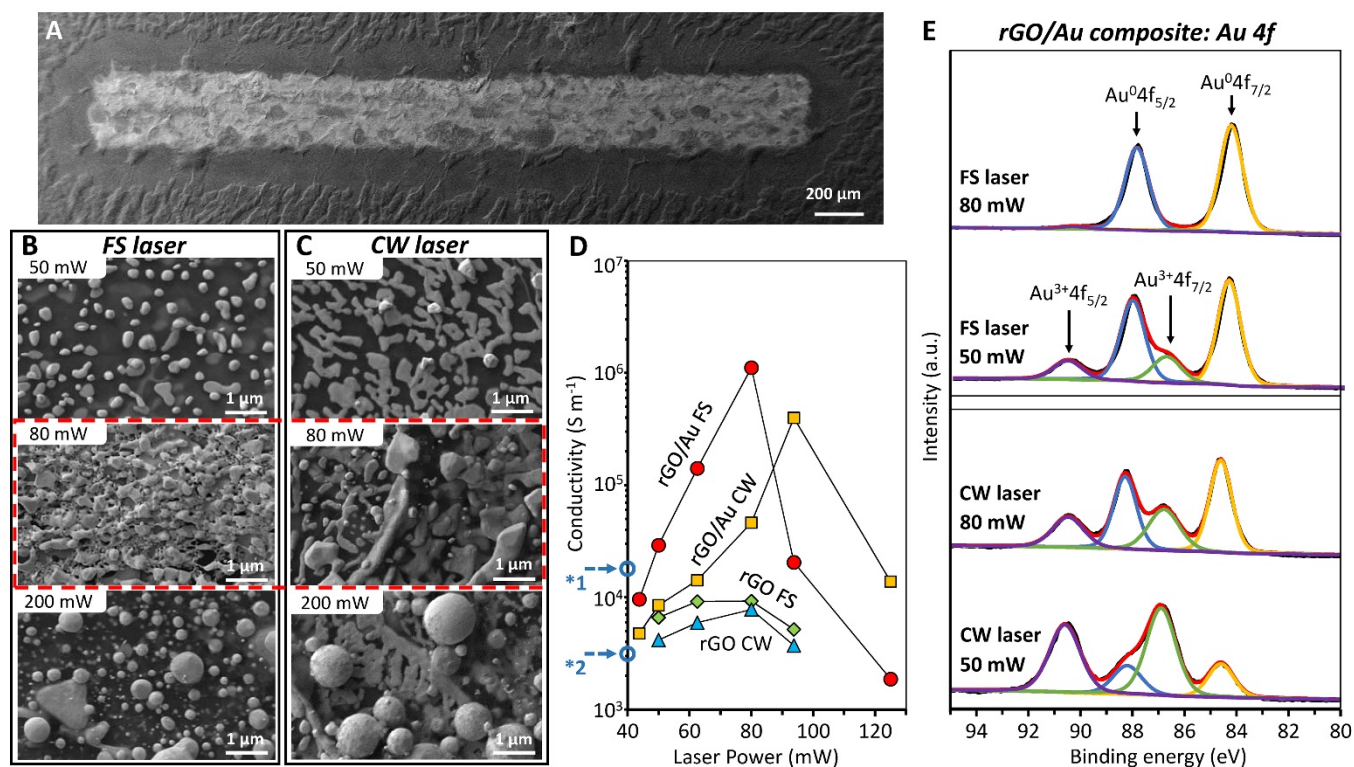 A
200 µm
B FS laser
50 mW
1 µm
80 mW
1 µm
200 mW
1 µm
C CW laser
50 mW
1 µm
80 mW
1 µm
200 mW
1 µm
D
10⁷
10⁶
10⁵
10⁴
10³
Conductivity (S m⁻¹)
*1
*2
rGO/Au FS
rGO/Au CW
rGO FS
rGO CW
40 60 80 100 120
Laser Power (mW)
E rGO/Au composite: Au 4f
Au⁰4f₅/₂ Au⁰4f₇/₂
FS laser
80 mW
Au³⁺4f₅/₂ Au³⁺4f₇/₂
FS laser
50 mW
CW laser
80 mW
CW laser
50 mW
Intensity (a.u.)
94 92 90 88 86 84 82 80
Binding energy (eV)